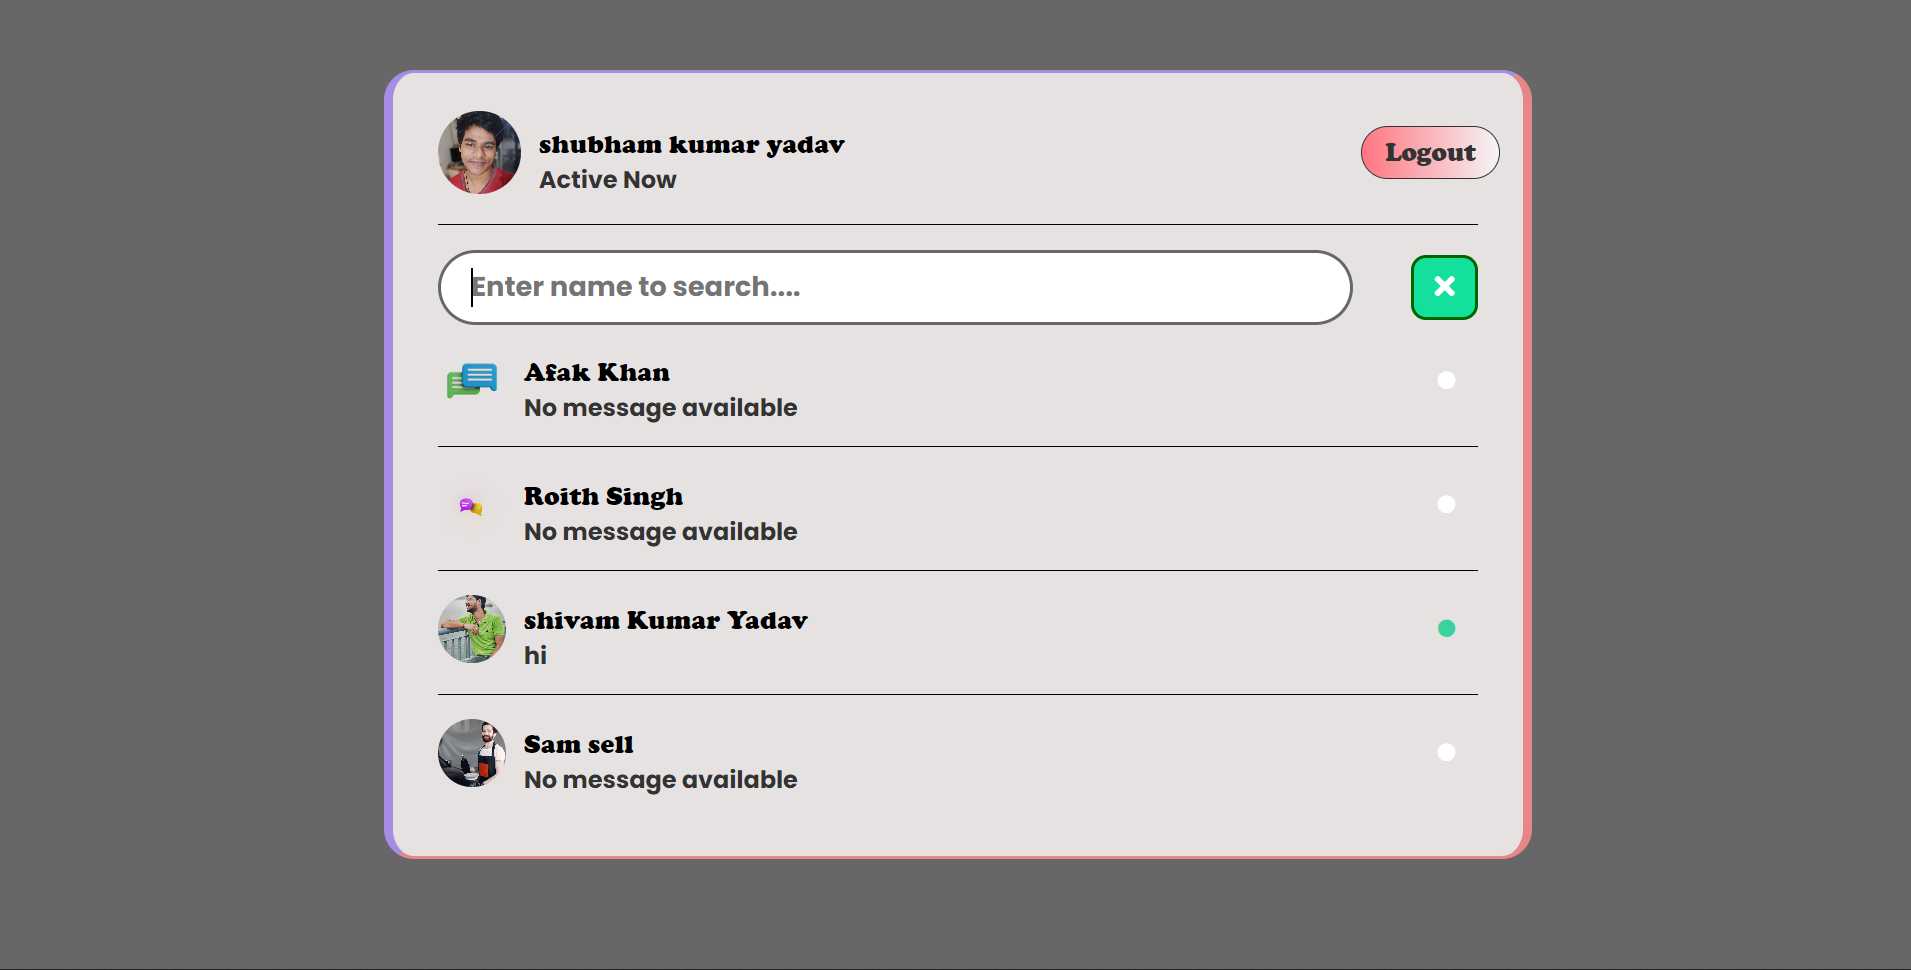 shubham kumar yadav
Active Now
Logout
Enter name to search....
Afak Khan
No message available
Roith Singh
No message available
shivam Kumar Yadav
hi
Sam sell
No message available